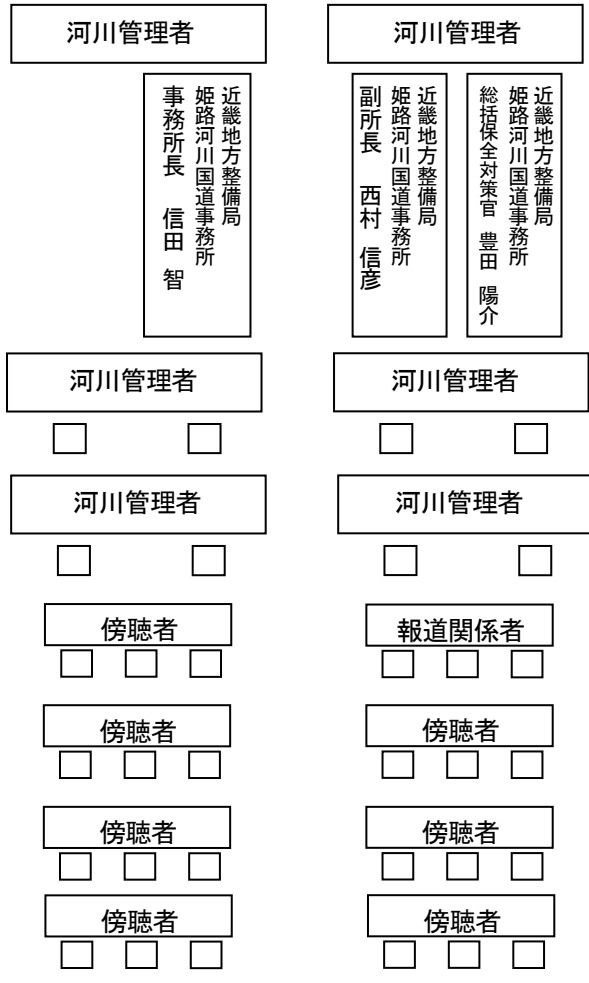 河川管理者
河川管理者
近畿地方整備局
姫路河川国道事務所
事務所長 信田 智
近畿地方整備局
姫路河川国道事務所
副所長 西村 信彦
近畿地方整備局
姫路河川国道事務所
総括保全対策官 豊田 陽介
河川管理者
河川管理者
河川管理者
河川管理者
傍聴者
報道関係者
傍聴者
傍聴者
傍聴者
傍聴者
傍聴者
傍聴者